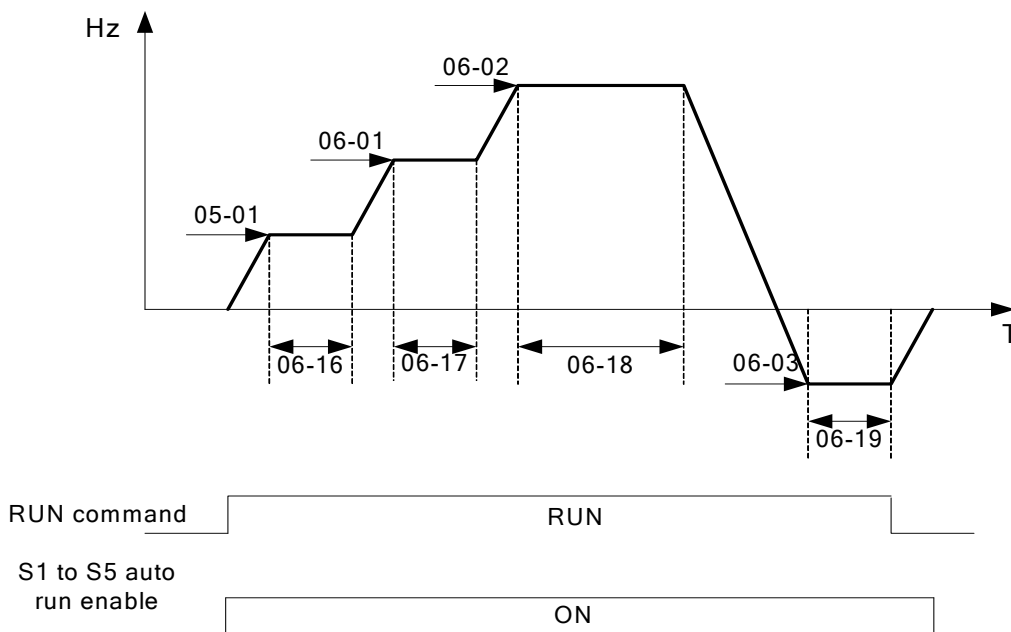 Hz
06-02
06-01
05-01
T
06-16
06-17
06-18
06-03
06-19
RUN command
RUN
S1 to S5 auto
run enable
ON